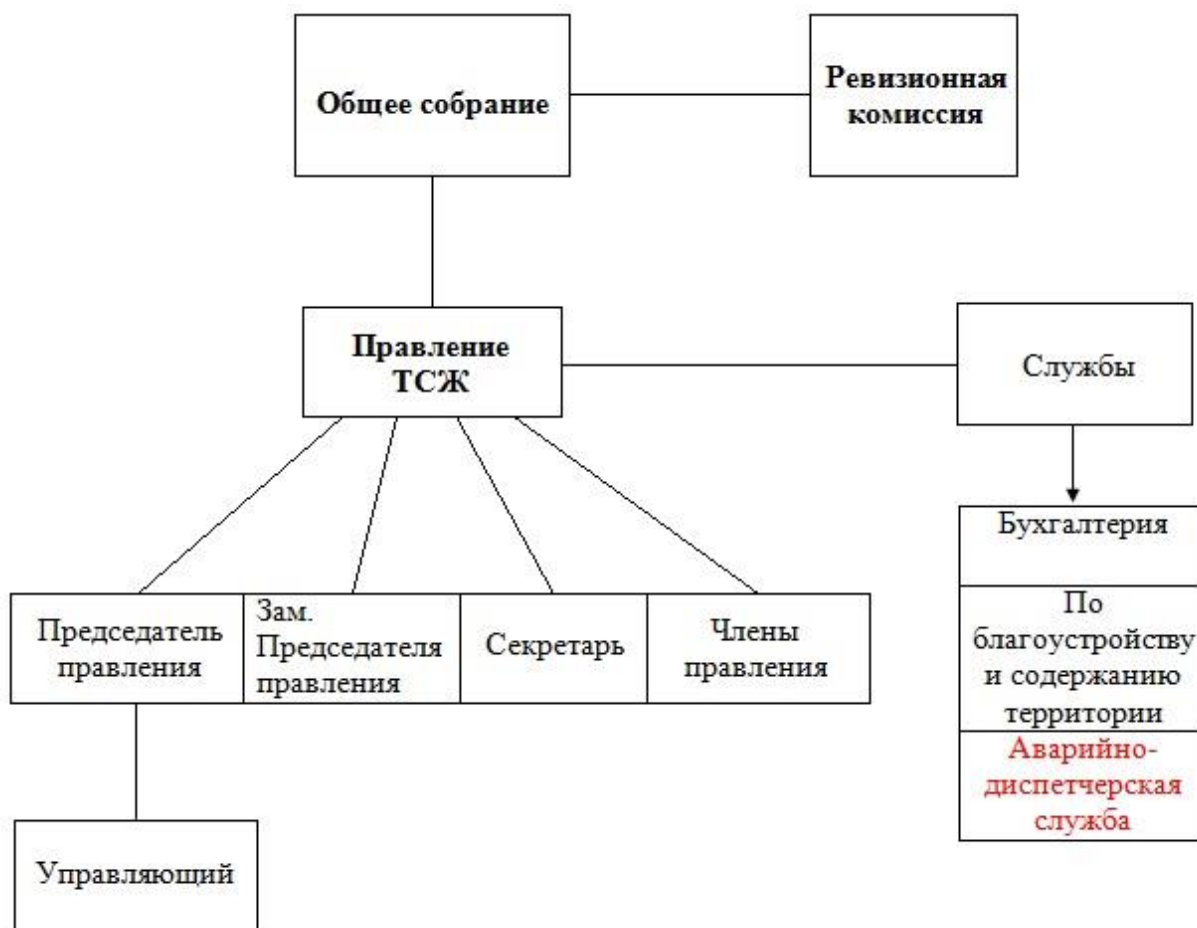 Общее собрание
Ревизионная
комиссия
Правление
ТСЖ
Службы
Бухгалтерия
По
благоустройству
и содержанию
территории
Аварийно-
диспетчерская
служба
Председатель
правления
Зам.
Председателя
правления
Секретарь
Члены
правления
Управляющий